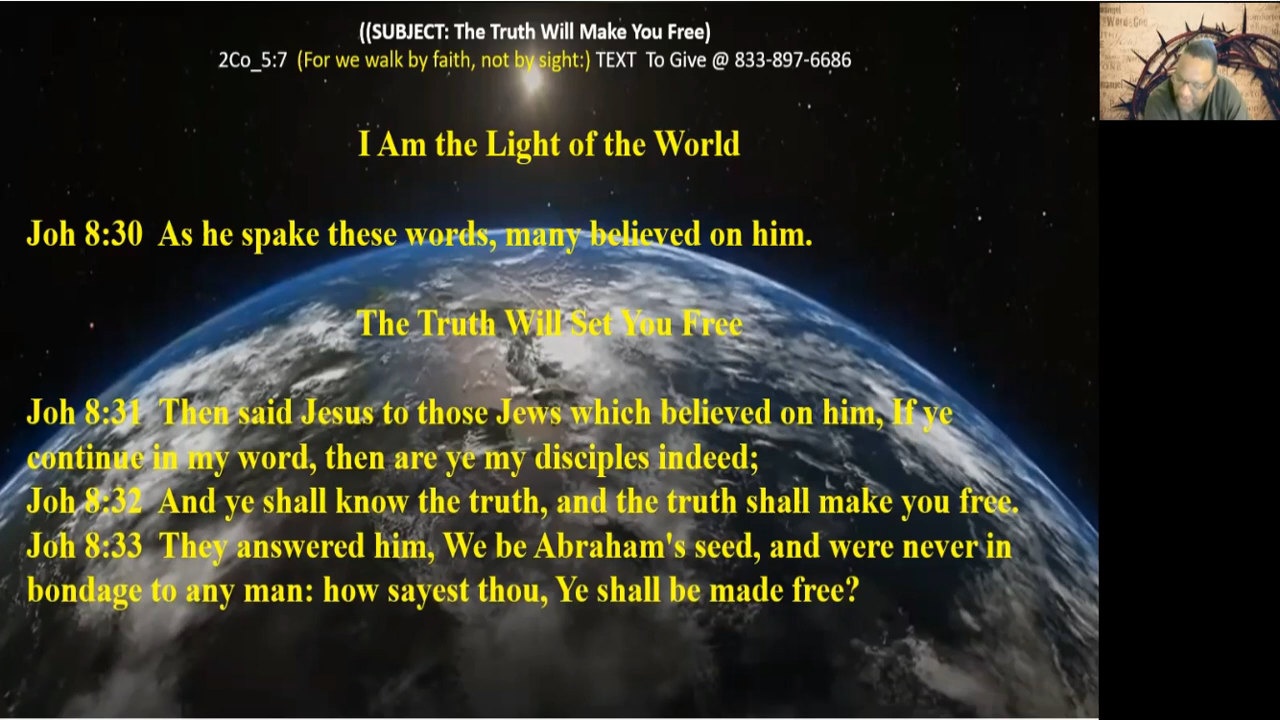 ((SUBJECT: The Truth Will Make You Free)
2Co_5:7 (For we walk by faith, not by sight:) TEXT To Give @ 833-897-6686
I Am the Light of the World
Joh 8:30 As he spake these words, many believed on him.
The Truth Will Set You Free
Joh 8:31 Then said Jesus to those Jews which believed on him, If ye
continue in my word, then are ye my disciples indeed;
Joh 8:32 And ye shall know the truth, and the truth shall make you free.
Joh 8:33 They answered him, We be Abraham's seed, and were never in
bondage to any man: how sayest thou, Ye shall be made free?